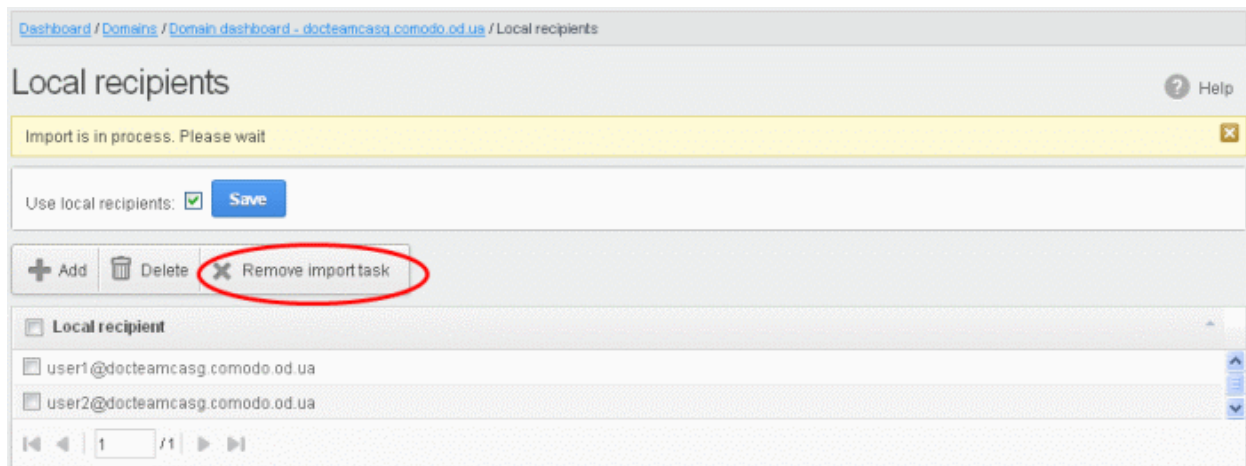 Dashboard / Domains / Domain dashboard - docteamcasg.comodo.od.ua / Local recipients
Local recipients
Help
Import is in process. Please wait
Use local recipients: Save
Add Delete Remove import task
Local recipient
user1@docteamcasg.comodo.od.ua
user2@docteamcasg.comodo.od.ua
1 /1